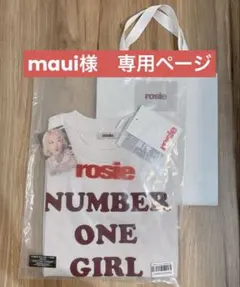 maui様 専用ページ
rosie
rosie
NUMBER
ONE
GIRL